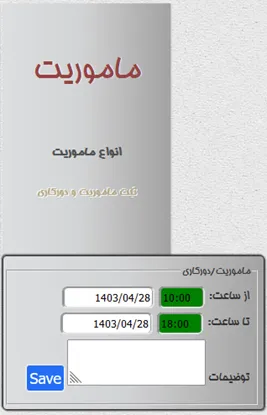 ماموریت
انواع ماموریت
ثبت ماموریت و دورکاری
ماموریت/دورکاری
از ساعت: 10:00 1403/04/28
تا ساعت: 18:00 1403/04/28
توضیحات
Save